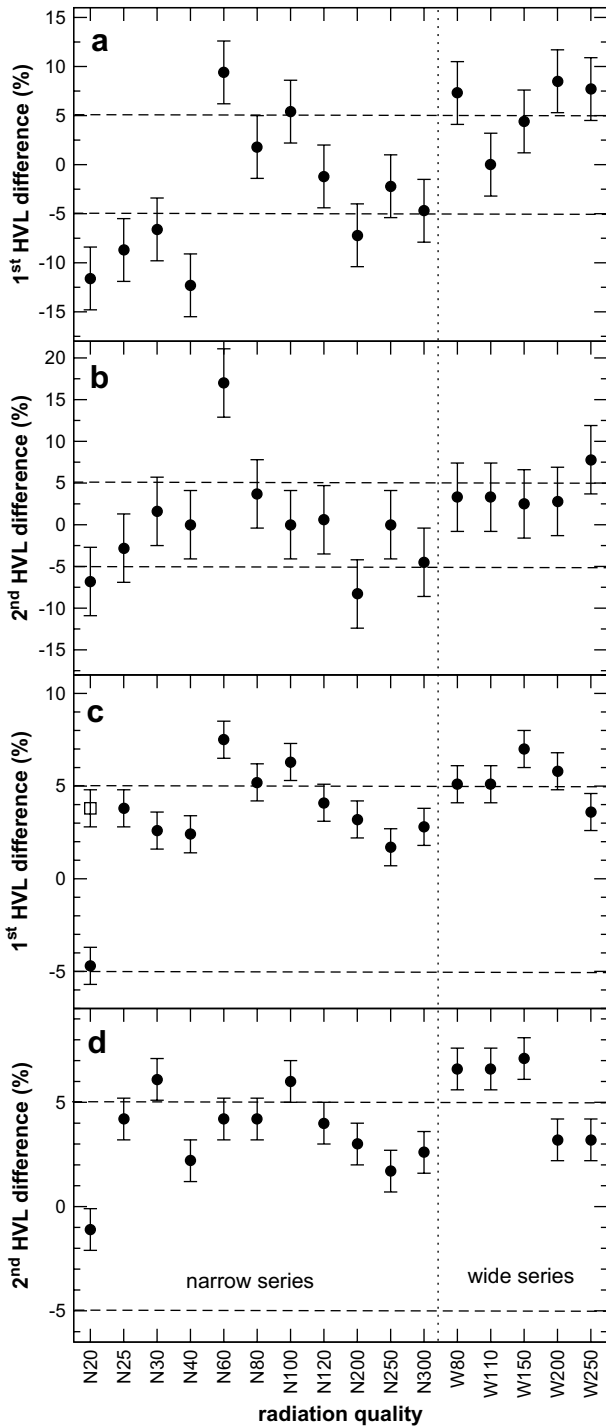 a
15
10
5
0
-5
-10
-15
1st HVL difference (%)
b
20
15
10
5
0
-5
-10
-15
2nd HVL difference (%)
c
10
5
0
-5
1st HVL difference (%)
d
5
0
-5
2nd HVL difference (%)
narrow series
wide series
N20
N25
N30
N40
N60
N80
N100
N120
N200
N250
N300
W80
W110
W150
W200
W250
radiation quality